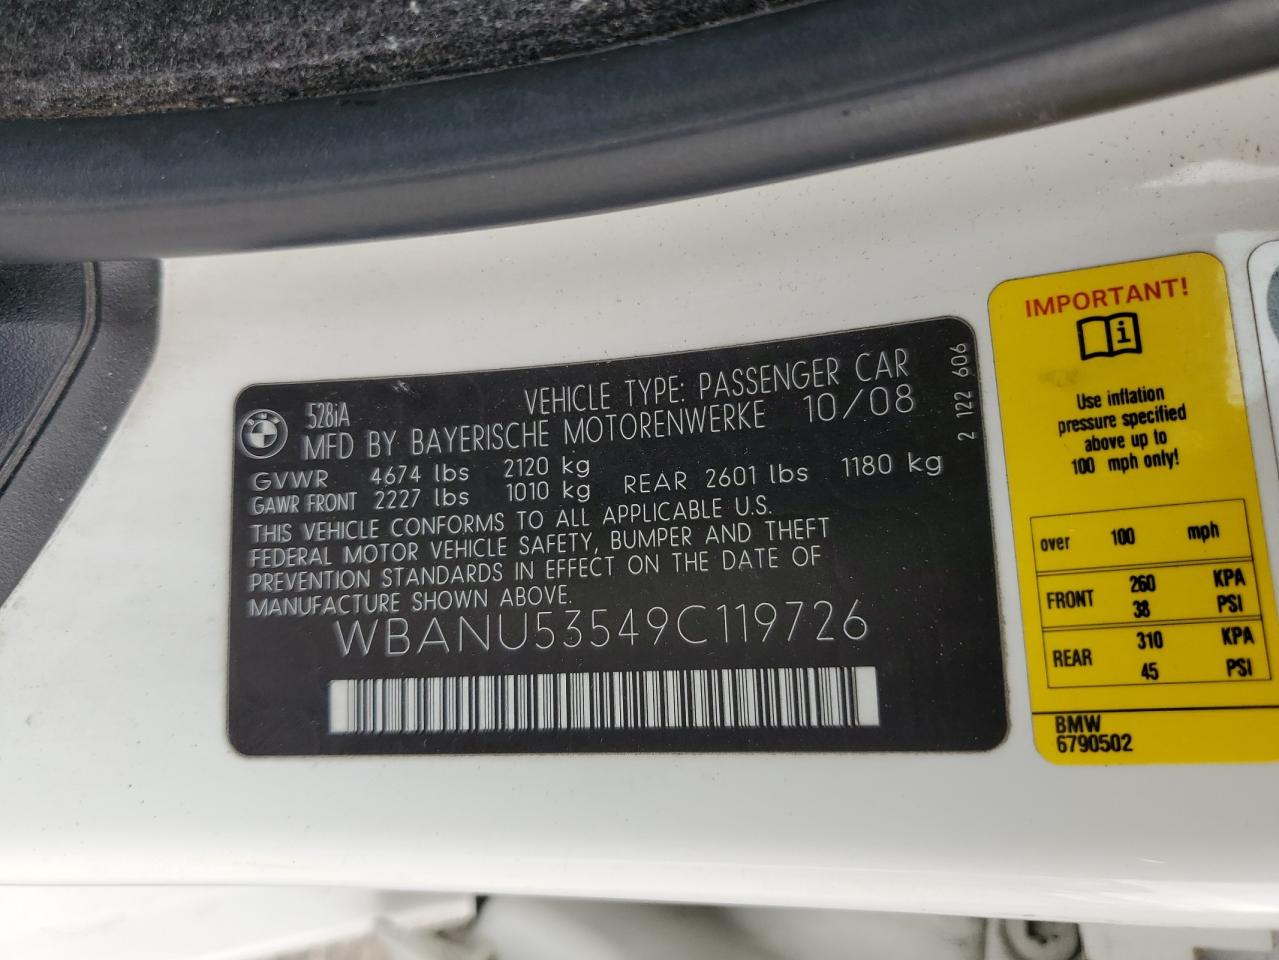 528iA
VEHICLE TYPE: PASSENGER CAR
MFD BY BAYERISCHE MOTORENWERKE 10/08
GVWR 4674 lbs 2120 kg
GAWR FRONT 2227 lbs 1010 kg REAR 2601 lbs 1180 kg
THIS VEHICLE CONFORMS TO ALL APPLICABLE U.S.
FEDERAL MOTOR VEHICLE SAFETY, BUMPER AND THEFT
PREVENTION STANDARDS IN EFFECT ON THE DATE OF
MANUFACTURE SHOWN ABOVE.
WBANU53549C119726
2 122 606
IMPORTANT!
i
Use inflation
pressure specified
above up to
100 mph only!
over 100 mph
FRONT 260 KPA
38 PSI
REAR 310 KPA
45 PSI
BMW
6790502